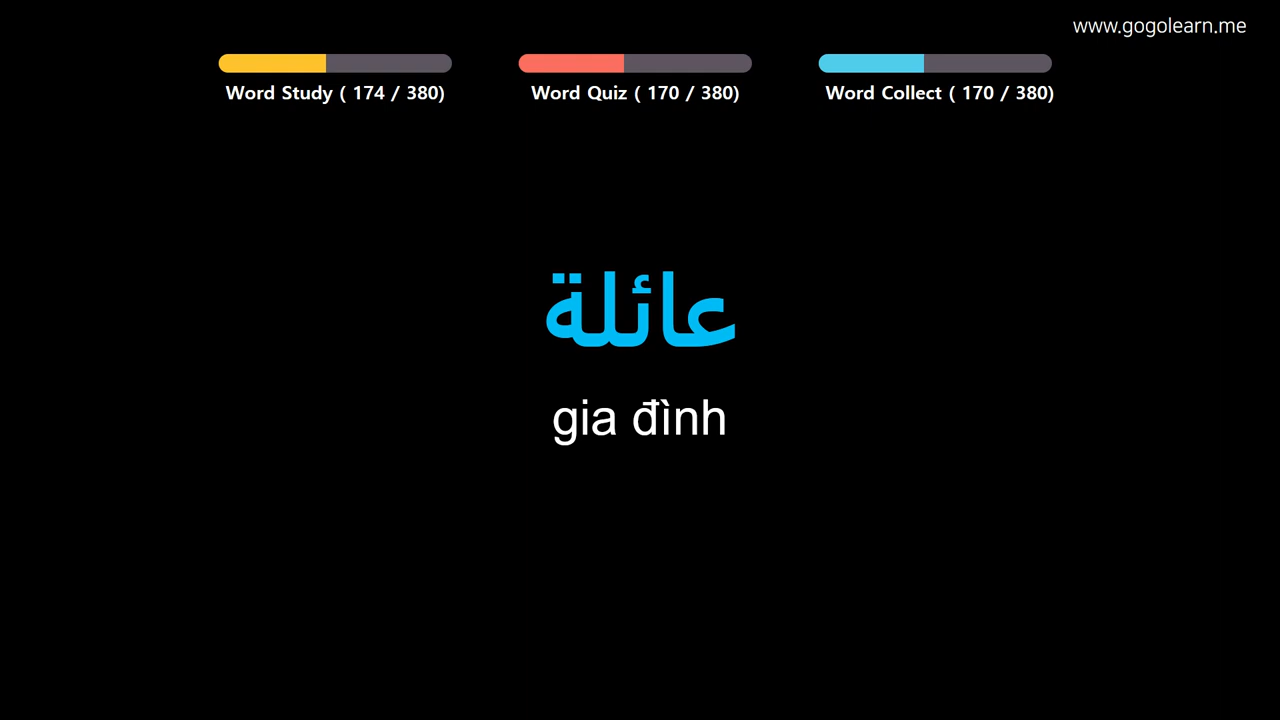 www.gogolearn.me
Word Study ( 174 / 380)
Word Quiz ( 170 / 380)
Word Collect ( 170 / 380)
عائلة
gia đình